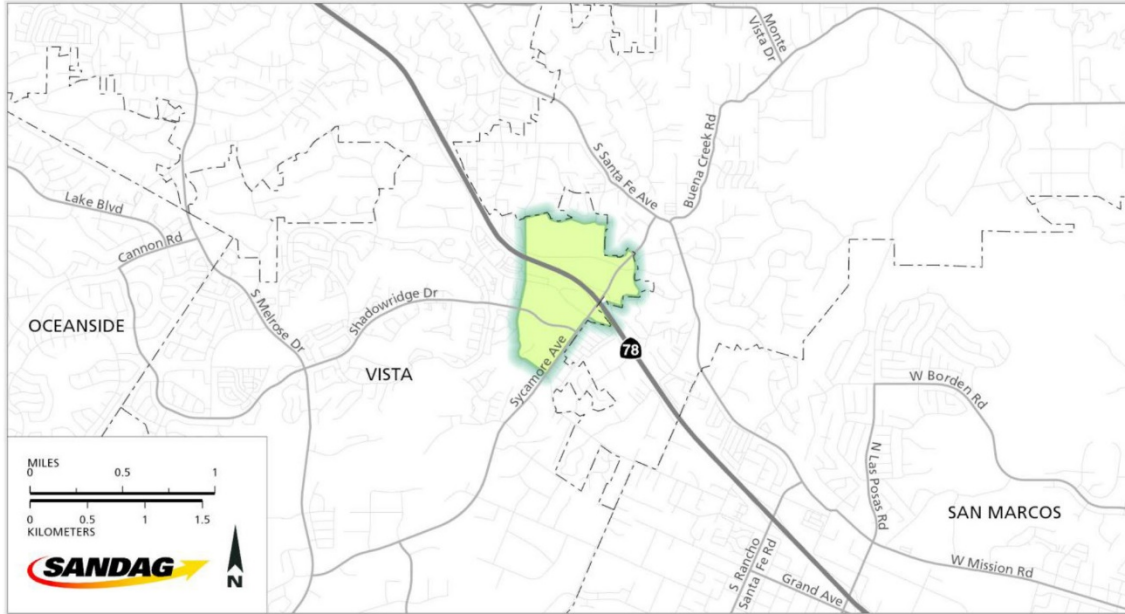 Monte
Vista Dr
S Santa Fe Ave
Buena Creek Rd
Lake Blvd
Cannon Rd
S Melrose Dr
Shadowridge Dr
OCEANSIDE
VISTA
Sycamore Ave
78
W Borden Rd
N Las Posas Rd
SAN MARCOS
S Rancho
Santa Fe Rd
W Mission Rd
Grand Ave
MILES
0 0.5 1
0 0.5 1 1.5
KILOMETERS
SANDAG
N